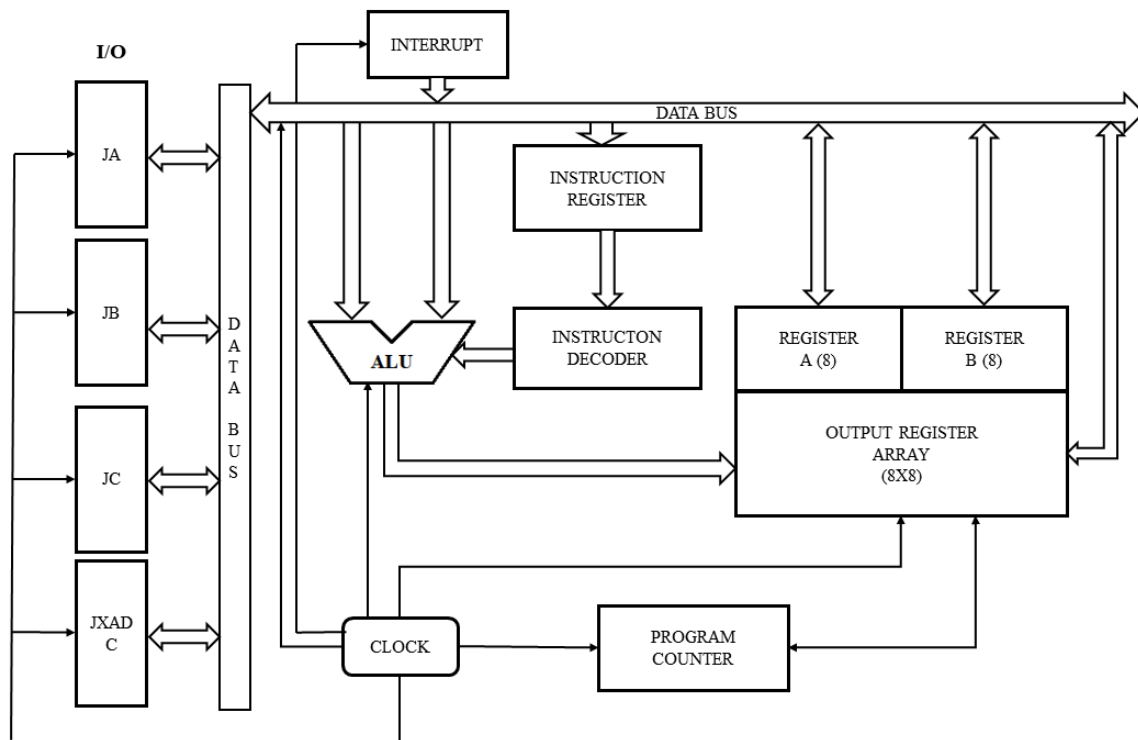 I/O
INTERRUPT
DATA BUS
JA
INSTRUCTION
REGISTER
JB
D
A
T
A
B
U
S
ALU
INSTRUCTON
DECODER
REGISTER
A (8)
REGISTER
B (8)
OUTPUT REGISTER
ARRAY
(8X8)
JC
JXAD
C
CLOCK
PROGRAM
COUNTER